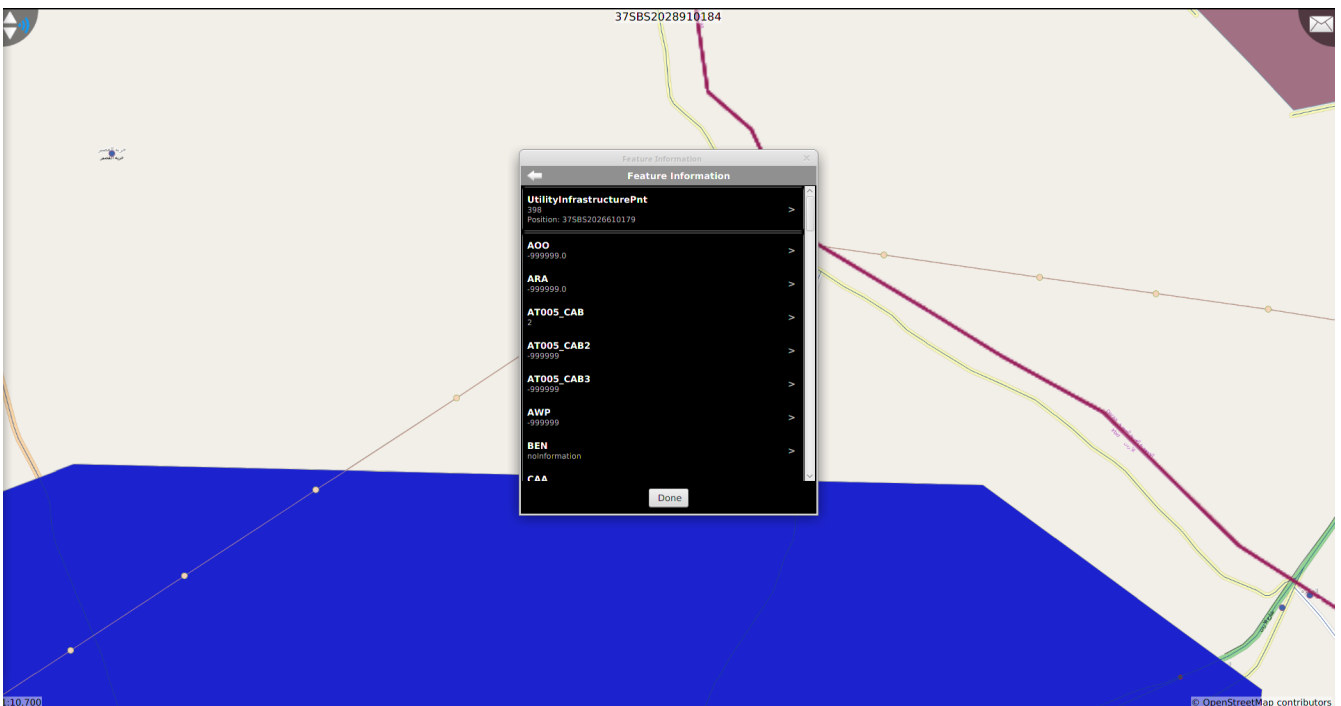 37SBS2028910184
Feature Information
Feature Information
UtilityInfrastructurePnt
398
Position: 37SBS2026610179
AOO
-999999.0
ARA
-999999.0
AT005_CAB
2
AT005_CAB2
-999999
AT005_CAB3
-999999
AWP
-999999
BEN
noInformation
CAA
Done
10,700
© OpenStreetMap contributors